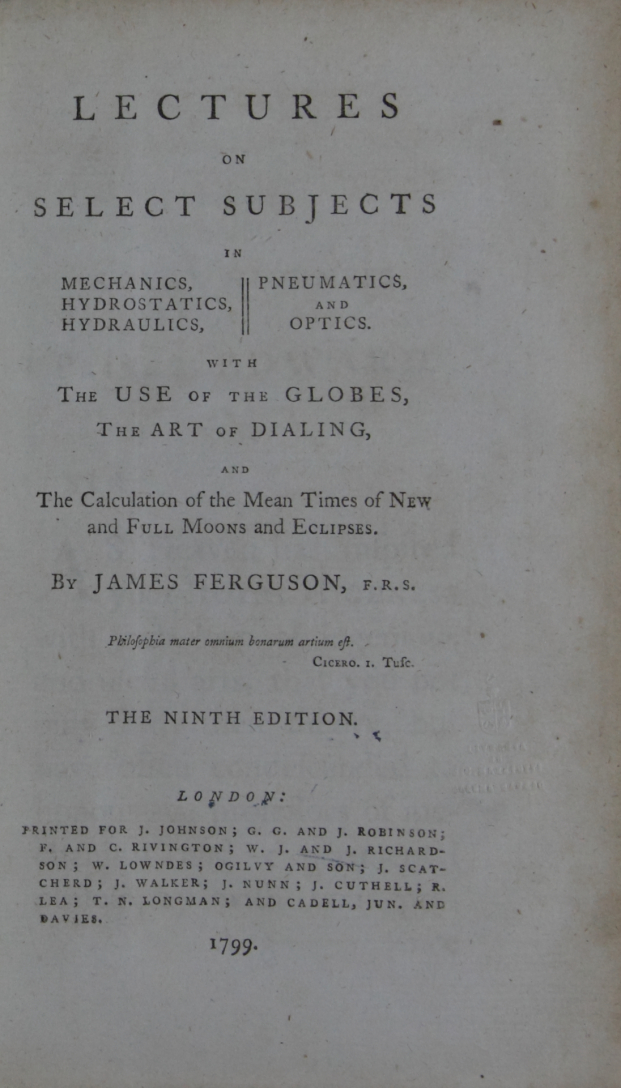 LECTURES
ON
SELECT SUBJECTS
IN
MECHANICS, || PNEUMATICS,
HYDROSTATICS, || AND
HYDRAULICS, || OPTICS.
WITH
THE USE OF THE GLOBES,
THE ART OF DIALING,
AND
The Calculation of the Mean Times of NEW
and FULL MOONS and ECLIPSES.
BY JAMES FERGUSON, F.R.S.
Philoſophia mater omnium bonarum artium eſt.
CICERO. 1. Tuſc.
THE NINTH EDITION.
LONDON:
PRINTED FOR J. JOHNSON; G. G. AND J. ROBINSON;
F. AND C. RIVINGTON; W. J. AND J. RICHARD-
SON; W. LOWNDES; OGILVY AND SON; J. SCAT-
CHERD; J. WALKER; J. NUNN; J. CUTHELL; R.
LEA; T. N. LONGMAN; AND CADELL, JUN. AND
DAVIES.
1799.